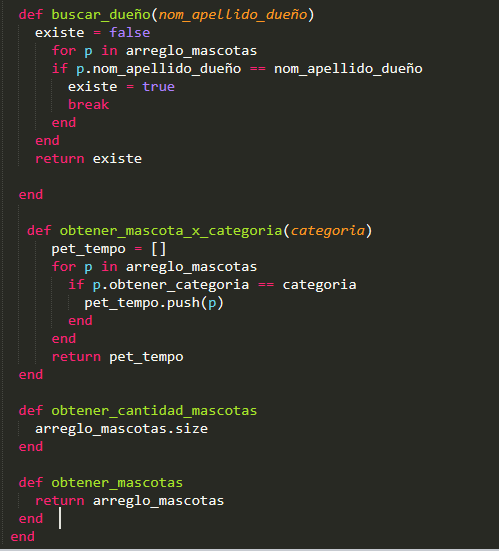 def buscar_dueño(nom_apellido_dueño)
  existe = false
    for p in arreglo_mascotas
    if p.nom_apellido_dueño == nom_apellido_dueño
      existe = true
      break
    end
  end
  return existe

end

 def obtener_mascota_x_categoria(categoria)
    pet_tempo = []
    for p in arreglo_mascotas
      if p.obtener_categoria == categoria
        pet_tempo.push(p)
      end
    end
    return pet_tempo
end

def obtener_cantidad_mascotas
  arreglo_mascotas.size
end

def obtener_mascotas
  return arreglo_mascotas
end
end